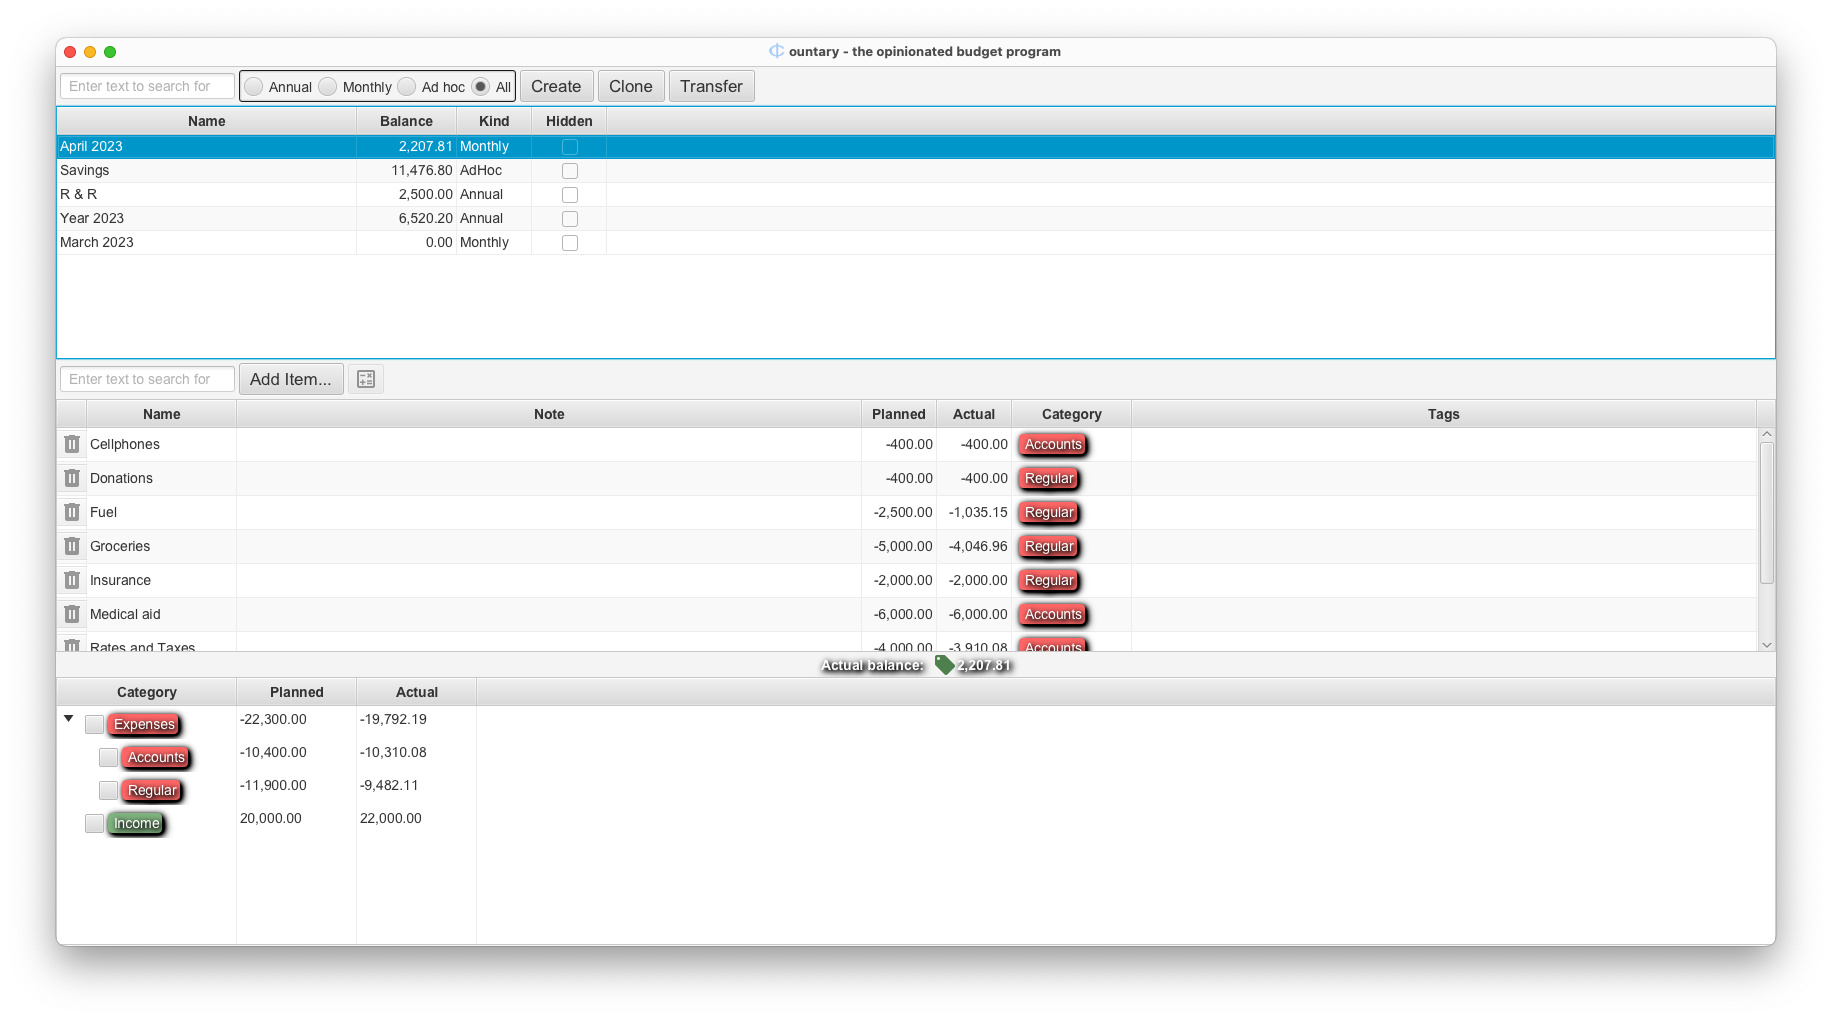 ountary - the opinionated budget program
Enter text to search for Annual Monthly Ad hoc All Create Clone Transfer
Name Balance Kind Hidden
April 2023 2,207.81 Monthly
Savings 11,476.80 AdHoc
R & R 2,500.00 Annual
Year 2023 6,520.20 Annual
March 2023 0.00 Monthly
Enter text to search for Add Item...
Name Note Planned Actual Category Tags
Cellphones -400.00 -400.00 Accounts
Donations -400.00 -400.00 Regular
Fuel -2,500.00 -1,035.15 Regular
Groceries -5,000.00 -4,046.96 Regular
Insurance -2,000.00 -2,000.00 Regular
Medical aid -6,000.00 -6,000.00 Accounts
Rates and Taxes -4,000.00 -3,910.08 Accounts
Actual balance: 2,207.81
Category Planned Actual
Expenses -22,300.00 -19,792.19
Accounts -10,400.00 -10,310.08
Regular -11,900.00 -9,482.11
Income 20,000.00 22,000.00